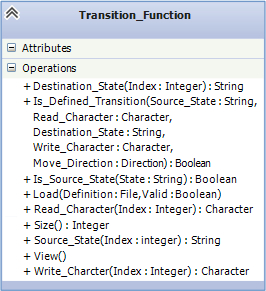 Transition_Function
Attributes
Operations
+ Destination_State(Index : Integer) : String
+ Is_Defined_Transition(Source_State : String,
Read_Character : Character,
Destination_State : String,
Write_Character : Character,
Move_Direction : Direction) : Boolean
+ Is_Source_State(State : String) : Boolean
+ Load(Definition : File,Valid : Boolean)
+ Read_Character(Index : Integer) : Character
+ Size() : Integer
+ Source_State(Index : integer) : String
+ View()
+ Write_Charcter(Index : Integer) : Character